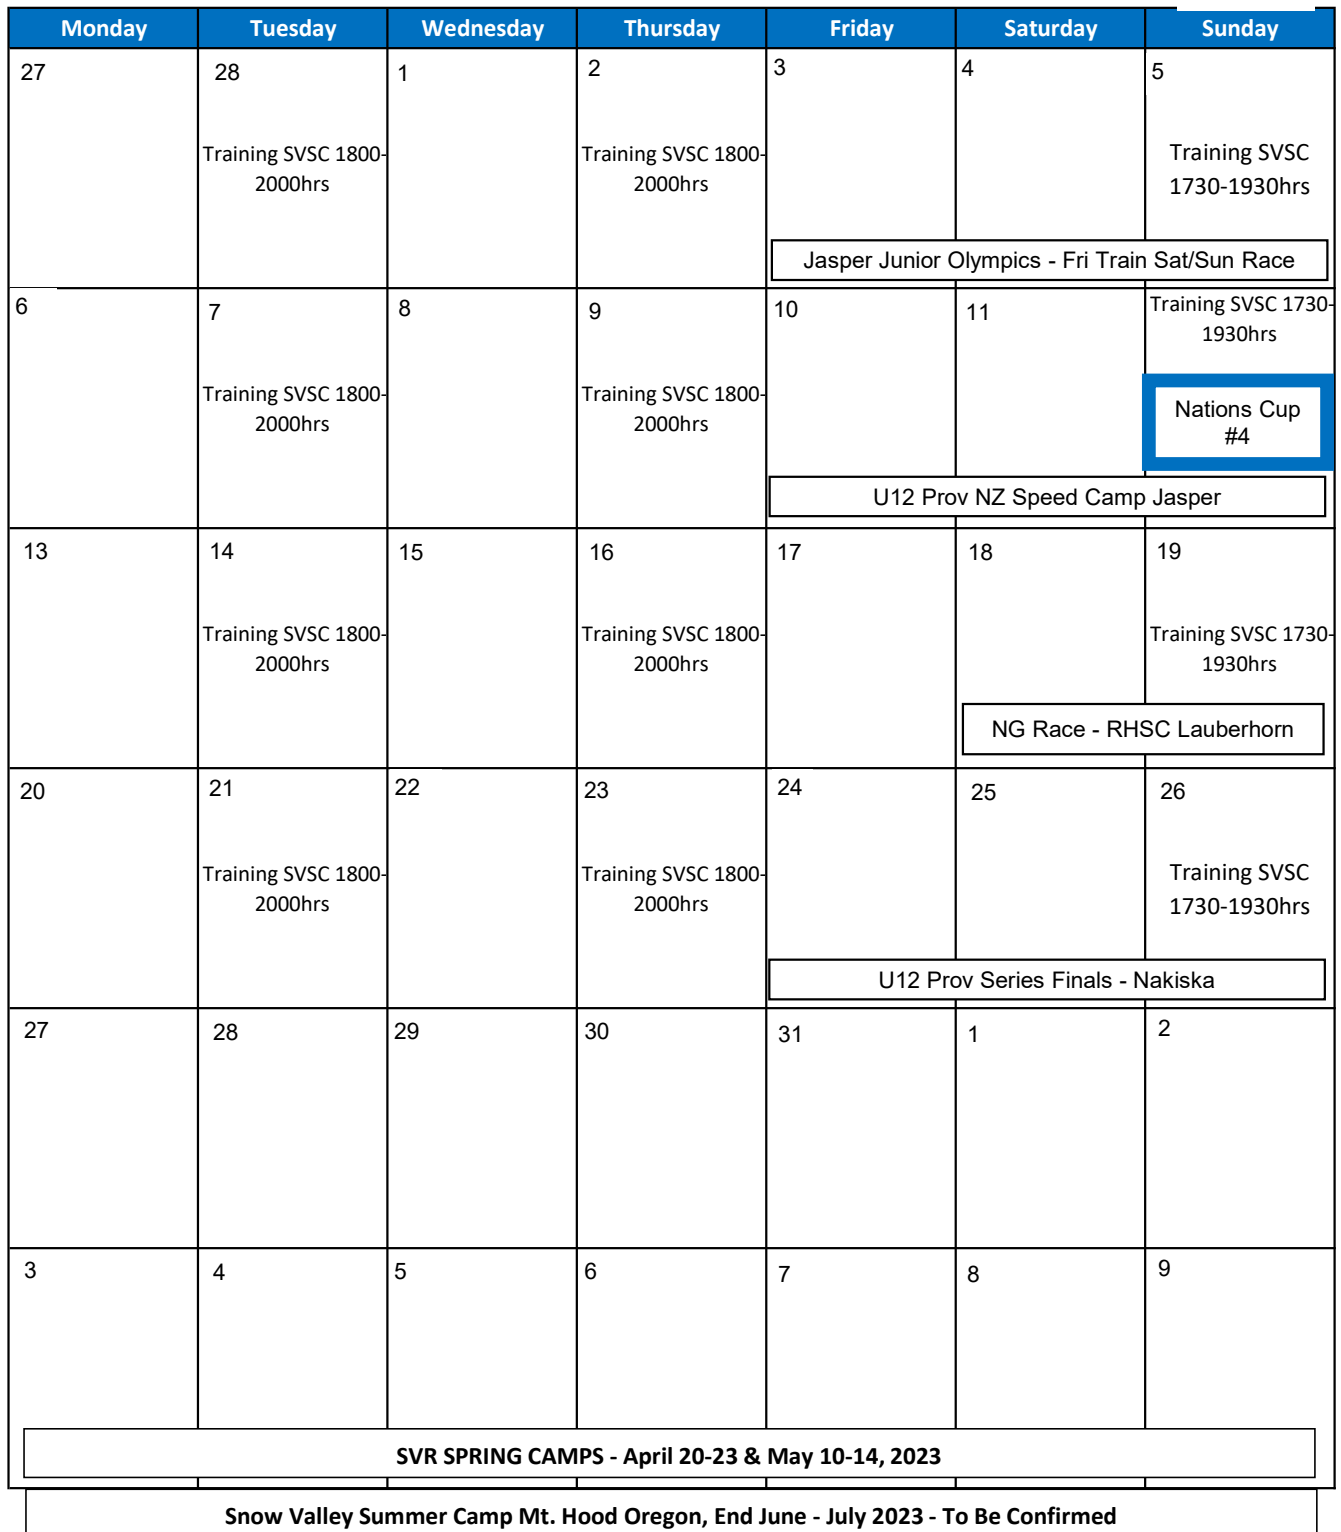 Monday Tuesday Wednesday Thursday Friday Saturday Sunday
27 28 1 2 3 4 5
Training SVSC 1800-
2000hrs
Training SVSC 1800-
2000hrs
Training SVSC
1730-1930hrs
Jasper Junior Olympics - Fri Train Sat/Sun Race
6 7 8 9 10 11
Training SVSC 1730-
1930hrs
Training SVSC 1800-
2000hrs
Training SVSC 1800-
2000hrs
Nations Cup
#4
U12 Prov NZ Speed Camp Jasper
13 14 15 16 17 18 19
Training SVSC 1800-
2000hrs
Training SVSC 1800-
2000hrs
Training SVSC 1730-
1930hrs
NG Race - RHSC Lauberhorn
20 21 22 23 24 25 26
Training SVSC 1800-
2000hrs
Training SVSC 1800-
2000hrs
Training SVSC
1730-1930hrs
U12 Prov Series Finals - Nakiska
27 28 29 30 31 1 2
3 4 5 6 7 8 9
SVR SPRING CAMPS - April 20-23 & May 10-14, 2023
Snow Valley Summer Camp Mt. Hood Oregon, End June - July 2023 - To Be Confirmed